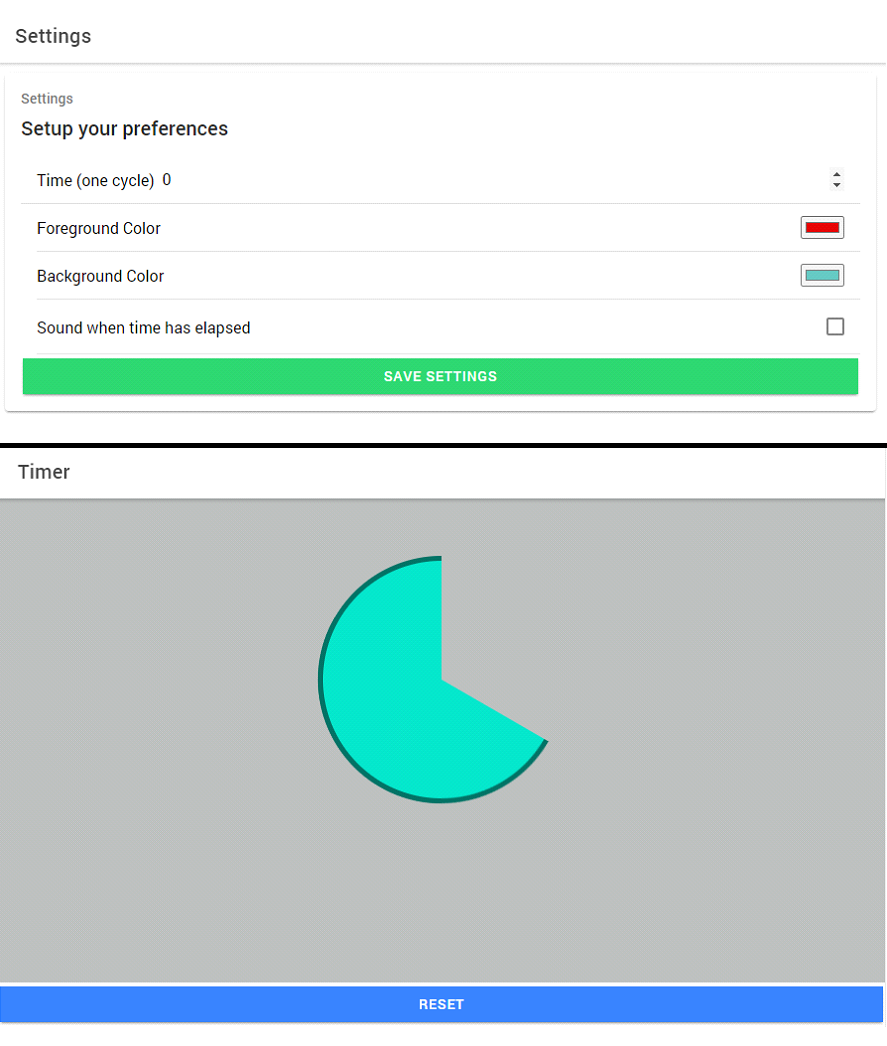 Settings
Settings
Setup your preferences
Time (one cycle) 0
Foreground Color
Background Color
Sound when time has elapsed
SAVE SETTINGS
Timer
RESET